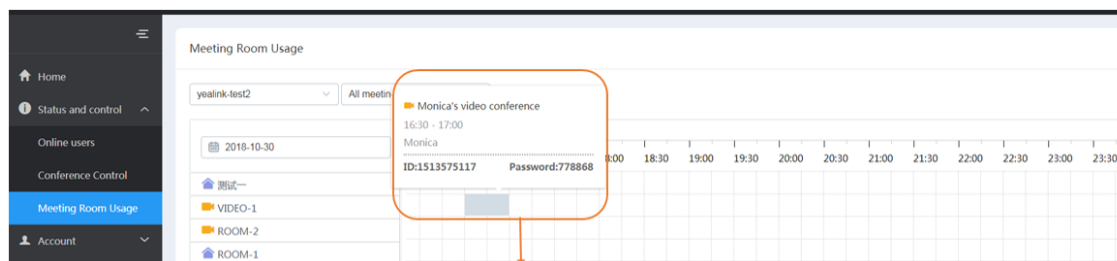 Meeting Room Usage
Home
Status and control
Online users
Conference Control
Meeting Room Usage
Account
yealink-test2
All meetin
2018-10-30
测试一
VIDEO-1
ROOM-2
ROOM-1
Monica's video conference
16:30 - 17:00
Monica
ID:1513575117 Password:778868
8:00 18:30 19:00 19:30 20:00 20:30 21:00 21:30 22:00 22:30 23:00 23:30